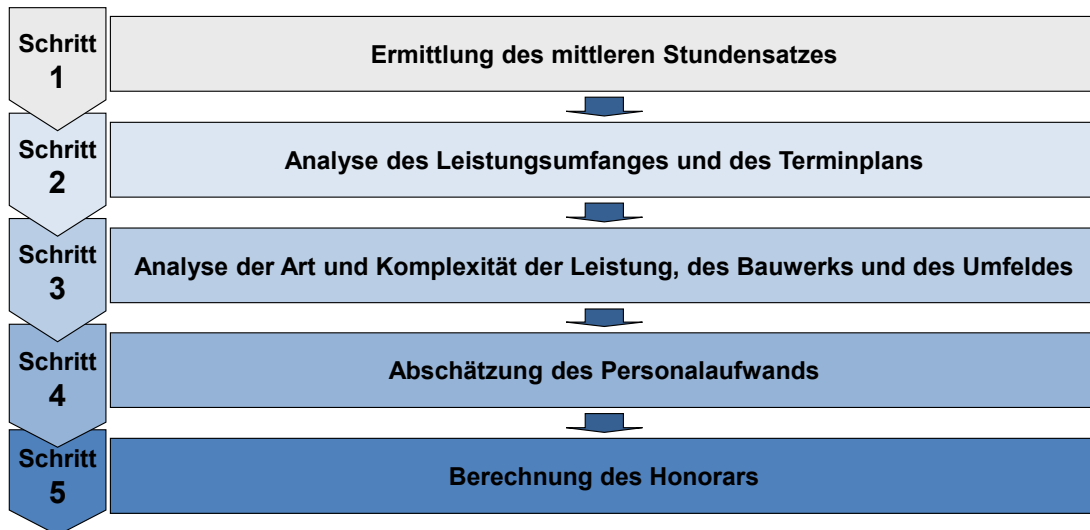 Schritt
1
Ermittlung des mittleren Stundensatzes
Schritt
2
Analyse des Leistungsumfanges und des Terminplans
Schritt
3
Analyse der Art und Komplexität der Leistung, des Bauwerks und des Umfeldes
Schritt
4
Abschätzung des Personalaufwands
Schritt
5
Berechnung des Honorars